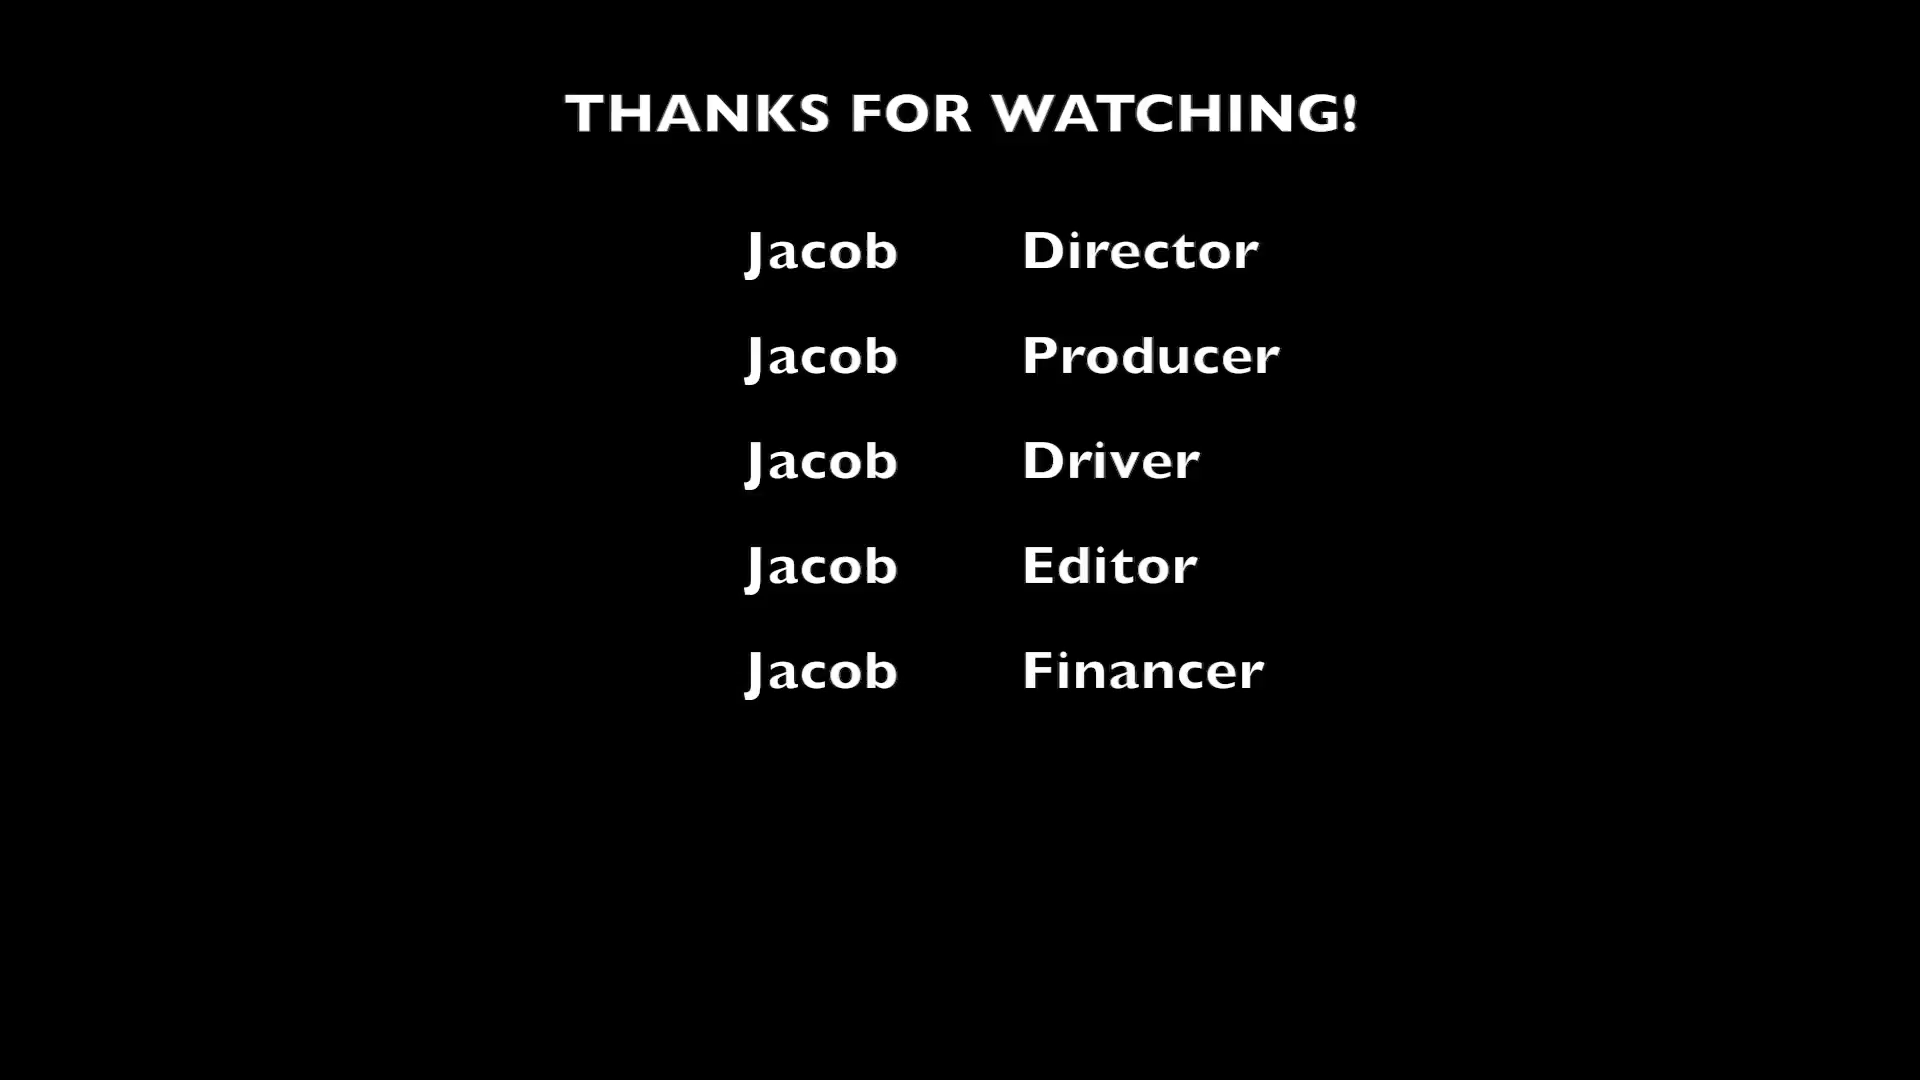 THANKS FOR WATCHING!
Jacob Director
Jacob Producer
Jacob Driver
Jacob Editor
Jacob Financer